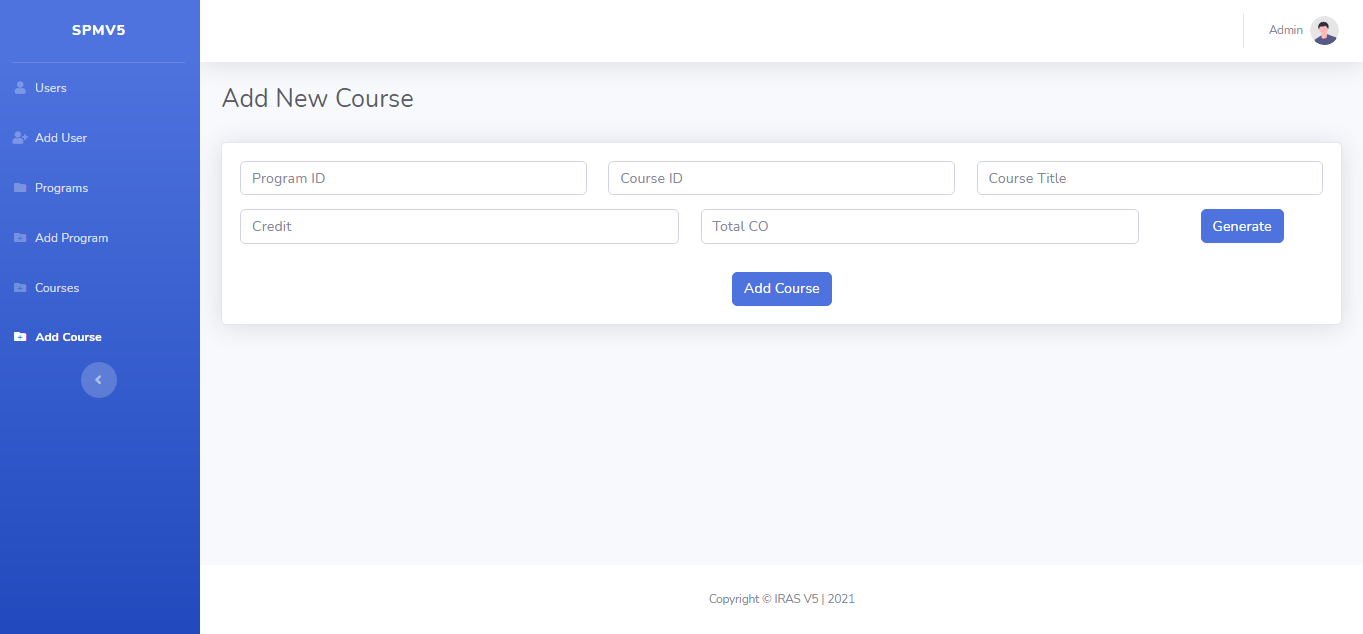 SPMV5
Admin
Users
Add User
Programs
Add Program
Courses
Add Course
Add New Course
Program ID
Course ID
Course Title
Credit
Total CO
Generate
Add Course
Copyright © IRAS V5 | 2021